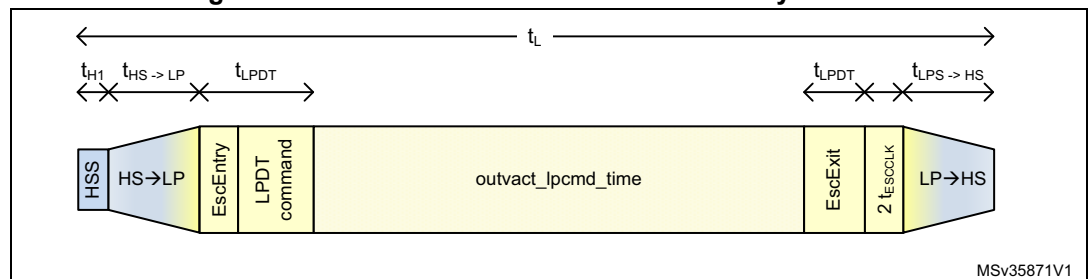 t_L
t_H1 t_HS -> LP t_LPDT t_LPDT t_LPS -> HS
HSS
HS→LP
EscEntry
LPDT
command
outvact_lpcmd_time
EscExit
2 t_ESCCLK
LP→HS
MSv35871V1